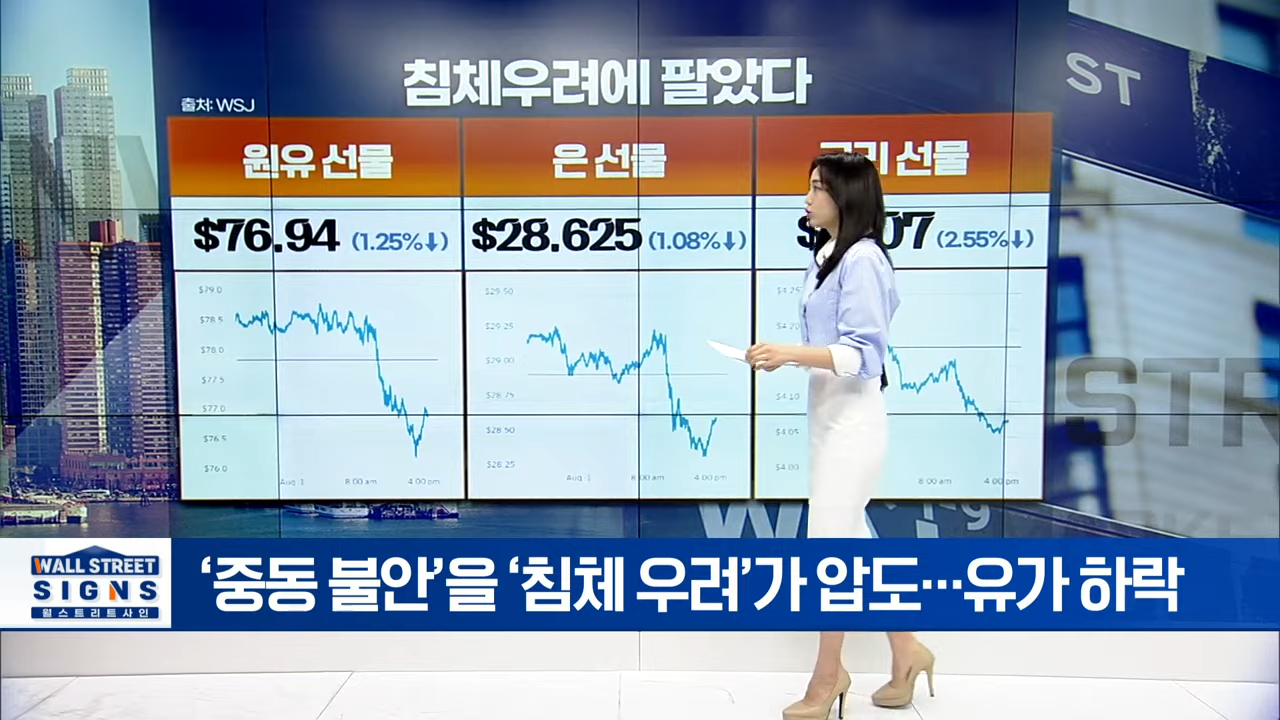 침체우려에 팔았다
출처: WSJ
원유 선물
은 선물
선물
$76.94 (1.25%↓)
$28.625 (1.08%↓)
(2.55%↓)
$79.0
$78.5
$78.0
$77.5
$77.0
$76.5
$76.0
Aug 1
8:00 am
4:00 pm
$29.50
$29.25
$29.00
$28.75
$28.50
$28.25
Aug 1
8:00 am
4:00 pm
$4.25
$4.20
$4.10
$4.05
$4.00
8:00 am
4:00 pm
ST
STR
WALL STREET
SIGNS
월스트리트사인
‘중동 불안’을 ‘침체 우려’가 압도…유가 하락